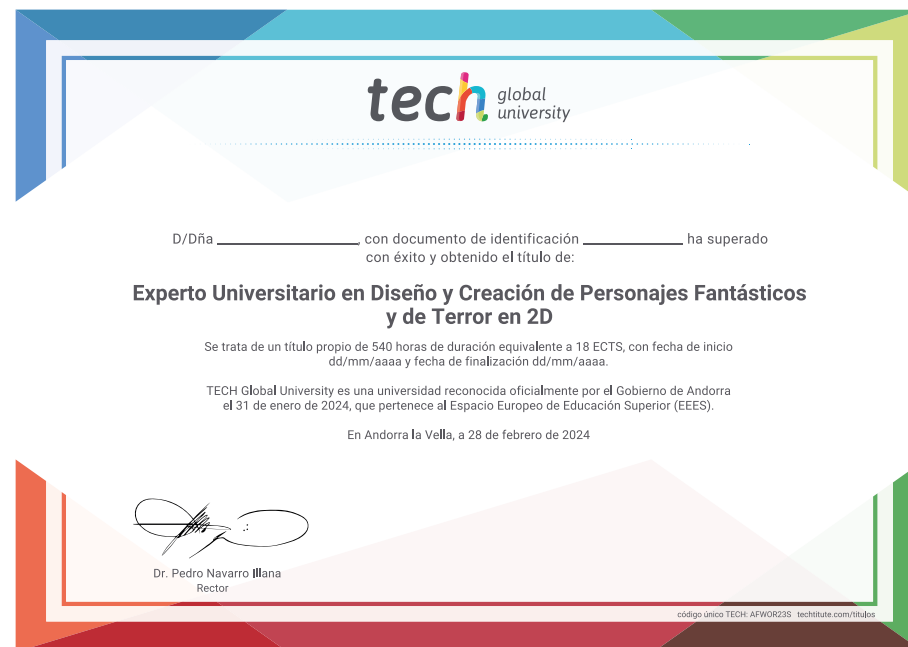 tech global university
D/Dña ________________, con documento de identificación ____________ ha superado
con éxito y obtenido el título de:
Experto Universitario en Diseño y Creación de Personajes Fantásticos
y de Terror en 2D
Se trata de un título propio de 540 horas de duración equivalente a 18 ECTS, con fecha de inicio
dd/mm/aaaa y fecha de finalización dd/mm/aaaa.
TECH Global University es una universidad reconocida oficialmente por el Gobierno de Andorra
el 31 de enero de 2024, que pertenece al Espacio Europeo de Educación Superior (EEES).
En Andorra la Vella, a 28 de febrero de 2024
Dr. Pedro Navarro Illana
Rector
código único TECH: AFWOR23S techtitute.com/titulos